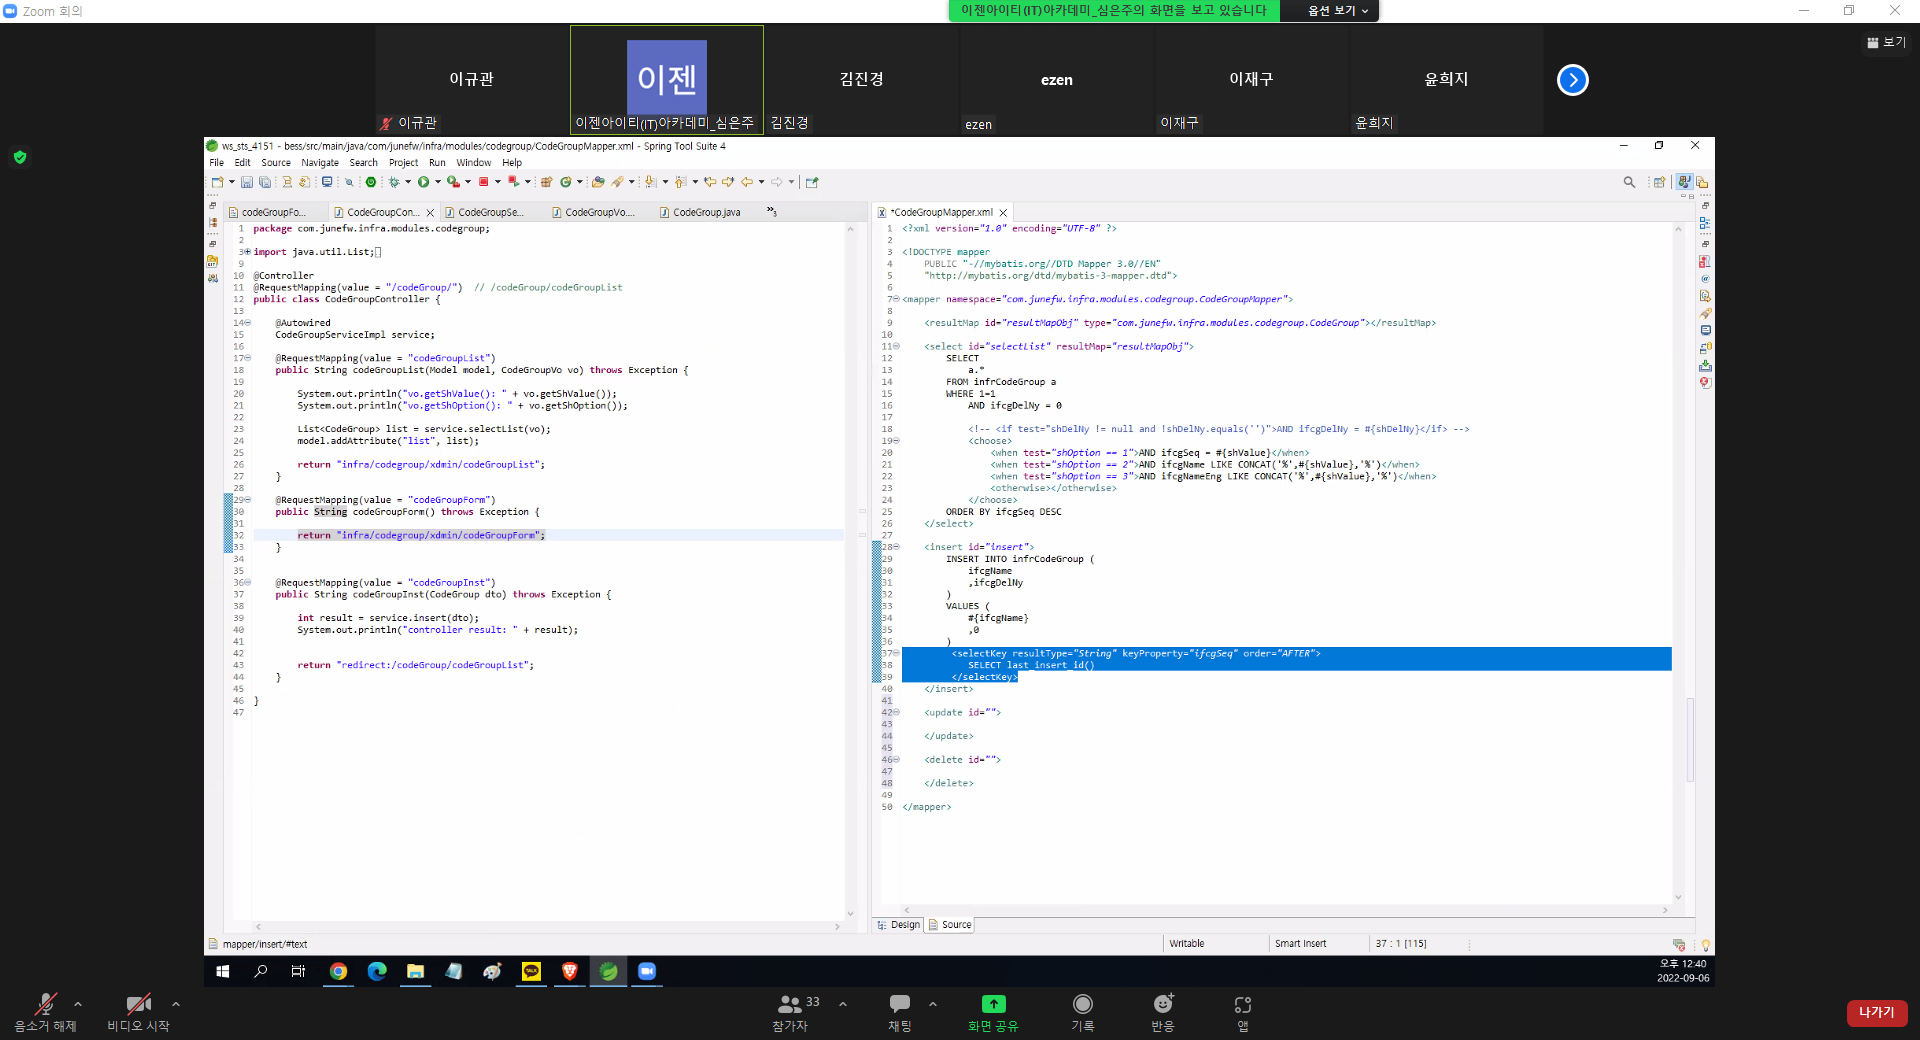 Zoom 회의
이젠아이티(IT)아카데미_심은주의 화면을 보고 있습니다
옵션 보기
보기
이규관
이젠
김진경
ezen
이재구
윤희지
이규관
이젠아이티(IT)아카데미_심은주
김진경
ezen
이재구
윤희지
ws_sts_4151 - bess/src/main/java/com/junefw/infra/modules/codegroup/CodeGroupMapper.xml - Spring Tool Suite 4
File Edit Source Navigate Search Project Run Window Help
codeGroupFo...
CodeGroupCon...
CodeGroupSe...
CodeGroupVo....
CodeGroup.java
3
1 package com.junefw.infra.modules.codegroup;
2
3 import java.util.List;
9
10 @Controller
11 @RequestMapping(value = "/codeGroup/") // /codeGroup/codeGroupList
12 public class CodeGroupController {
13
14 @Autowired
15 CodeGroupServiceImpl service;
16
17 @RequestMapping(value = "codeGroupList")
18 public String codeGroupList(Model model, CodeGroupVo vo) throws Exception {
19
20 System.out.println("vo.getShValue(): " + vo.getShValue());
21 System.out.println("vo.getShOption(): " + vo.getShOption());
22
23 List<CodeGroup> list = service.selectList(vo);
24 model.addAttribute("list", list);
25
26 return "infra/codegroup/xdmin/codeGroupList";
27 }
28
29 @RequestMapping(value = "codeGroupForm")
30 public String codeGroupForm() throws Exception {
31
32 return "infra/codegroup/xdmin/codeGroupForm";
33 }
34
35
36 @RequestMapping(value = "codeGroupInst")
37 public String codeGroupInst(CodeGroup dto) throws Exception {
38
39 int result = service.insert(dto);
40 System.out.println("controller result: " + result);
41
42
43 return "redirect:/codeGroup/codeGroupList";
44 }
45
46 }
47
*CodeGroupMapper.xml
1 <?xml version="1.0" encoding="UTF-8" ?>
2
3 <!DOCTYPE mapper
4 PUBLIC "-//mybatis.org//DTD Mapper 3.0//EN"
5 "http://mybatis.org/dtd/mybatis-3-mapper.dtd">
6
7 <mapper namespace="com.junefw.infra.modules.codegroup.CodeGroupMapper">
8
9 <resultMap id="resultMapObj" type="com.junefw.infra.modules.codegroup.CodeGroup"></resultMap>
10
11 <select id="selectList" resultMap="resultMapObj">
12 SELECT
13 a.*
14 FROM infrCodeGroup a
15 WHERE 1=1
16 AND ifcgDelNy = 0
17
18 <!-- <if test="shDelNy != null and !shDelNy.equals('')">AND ifcgDelNy = #{shDelNy}</if> -->
19 <choose>
20 <when test="shOption == 1">AND ifcgSeq = #{shValue}</when>
21 <when test="shOption == 2">AND ifcgName LIKE CONCAT('%',#{shValue},'%')</when>
22 <when test="shOption == 3">AND ifcgNameEng LIKE CONCAT('%',#{shValue},'%')</when>
23 <otherwise></otherwise>
24 </choose>
25 ORDER BY ifcgSeq DESC
26 </select>
27
28 <insert id="insert">
29 INSERT INTO infrCodeGroup (
30 ifcgName
31 ,ifcgDelNy
32 )
33 VALUES (
34 #{ifcgName}
35 ,0
36 )
37 <selectKey resultType="String" keyProperty="ifcgSeq" order="AFTER">
38 SELECT last_insert_id()
39 </selectKey>
40 </insert>
41
42 <update id="">
43
44 </update>
45
46 <delete id="">
47
48 </delete>
49
50 </mapper>
Design Source
mapper/insert/#text
Writable
Smart Insert
37 : 1 [115]
TALK
오후 12:40
2022-09-06
음소거 해제
비디오 시작
33
참가자
채팅
화면 공유
기록
반응
앱
나가기